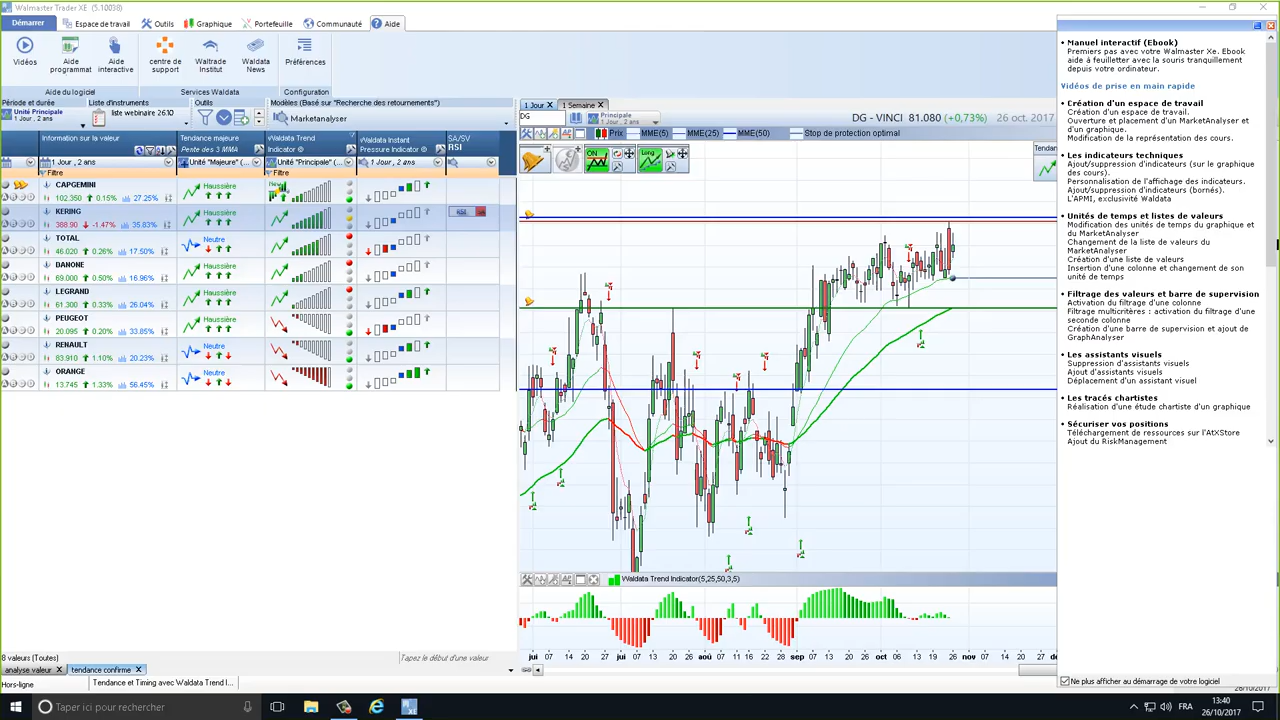 Walmaster Trader XE (5.10038)
Démarrer
Espace de travail
Outils
Graphique
Portefeuille
Communauté
Aide
Vidéos
Aide programmat
Aide interactive
centre de support
Waltrade Institut
Waldata News
Préférences
Aide du logiciel
Services Waldata
Configuration
Période et durée
Liste d'instruments
Outils
Modèles (Basé sur "Recherche des retournements")
Unité Principale
1 Jour , 2 ans
liste webinaire 2610
Marketanalyser
Information sur la valeur
Tendance majeure
Pente des 3 MMA
Waldata Trend Indicator
Waldata Instant Pressure Indicator
SA/SV
RSI
1 Jour , 2 ans
Unité "Majeure" (...
Unité "Principale" (...
1 Jour , 2 ans
Filtre
Filtre
CAPGEMINI
Haussière
102.350 0.15% 27.25%
KERING
Haussière
388.90 -1.47% 35.83%
RSI
TOTAL
Neutre
46.020 0.26% 17.50%
DANONE
Haussière
69.000 0.50% 16.96%
LEGRAND
Haussière
61.300 0.33% 26.04%
PEUGEOT
Haussière
20.095 0.20% 33.85%
RENAULT
Neutre
83.910 1.10% 20.23%
ORANGE
Neutre
13.745 1.33% 56.45%
8 valeurs (Toutes)
Tapez le début d'une valeur
analyse valeur
tendance confirme
Hors-ligne
Tendance et Timing avec Waldata Trend I...
1 Jour
1 Semaine
DG
Principale
1 Jour , 2 ans
DG - VINCI 81.080 (+0,73%) 26 oct. 2017
Prix
MME(5)
MME(25)
MME(50)
Stop de protection optimal
ON
Long
Tendan
Waldata Trend Indicator(5,25,50,3,5)
jui 13 20 26 jui 13 20 26 aoû 07 13 21 28 sep 07 13 20 26 oct 06 13 19 26 nov 07 14 20 27 de
• Manuel interactif (Ebook)
Premiers pas avec votre Walmaster Xe. Ebook
aide à feuilletter avec la souris tranquillement
depuis votre ordinateur.
Vidéos de prise en main rapide
• Création d'un espace de travail
Création d'un espace de travail.
Ouverture et placement d'un MarketAnalyser et
d'un graphique.
Modification de la représentation des cours.
• Les indicateurs techniques
Ajout/suppression d'indicateurs (sur le graphique
des cours).
Personnalisation de l'affichage des indicateurs.
Ajout/suppression d'indicateurs (bornés).
L'APMI, exclusivité Waldata
• Unités de temps et listes de valeurs
Modification des unités de temps du graphique et
du MarketAnalyser
Changement de la liste de valeurs du
MarketAnalyser
Création d'une liste de valeurs
Insertion d'une colonne et changement de son
unité de temps
• Filtrage des valeurs et barre de supervision
Activation du filtrage d'une colonne
Filtrage multicritères : activation du filtrage d'une
seconde colonne
Création d'une barre de supervision et ajout de
GraphAnalyser
• Les assistants visuels
Suppression d'assistants visuels
Ajout d'assistants visuels
Déplacement d'un assistant visuel
• Les tracés chartistes
Réalisation d'une étude chartiste d'un graphique
• Sécuriser vos positions
Téléchargement de ressources sur l'AtXStore
Ajout du RiskManagement
Ne plus afficher au démarrage de votre logiciel
26/10/2017
Taper ici pour rechercher
FRA
13:40
26/10/2017